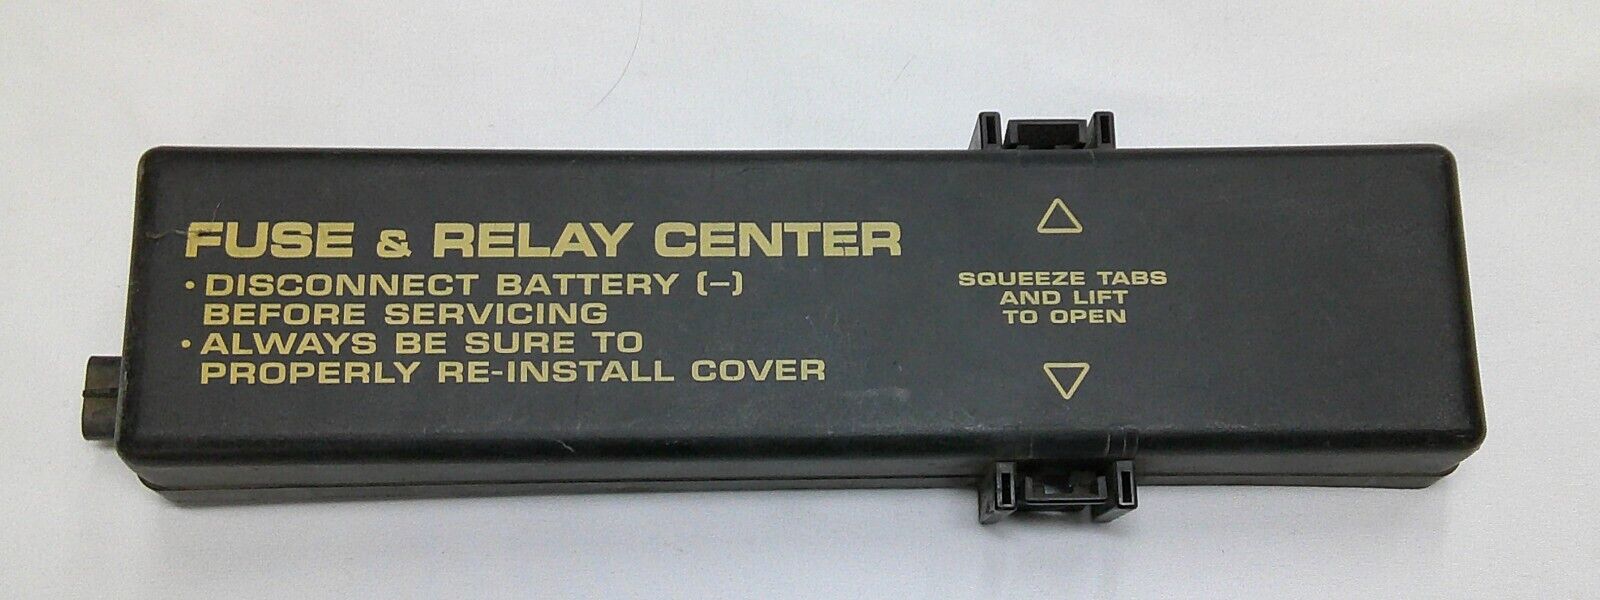 FUSE & RELAY CENTER
• DISCONNECT BATTERY (–)
BEFORE SERVICING
• ALWAYS BE SURE TO
PROPERLY RE-INSTALL COVER
SQUEEZE TABS
AND LIFT
TO OPEN